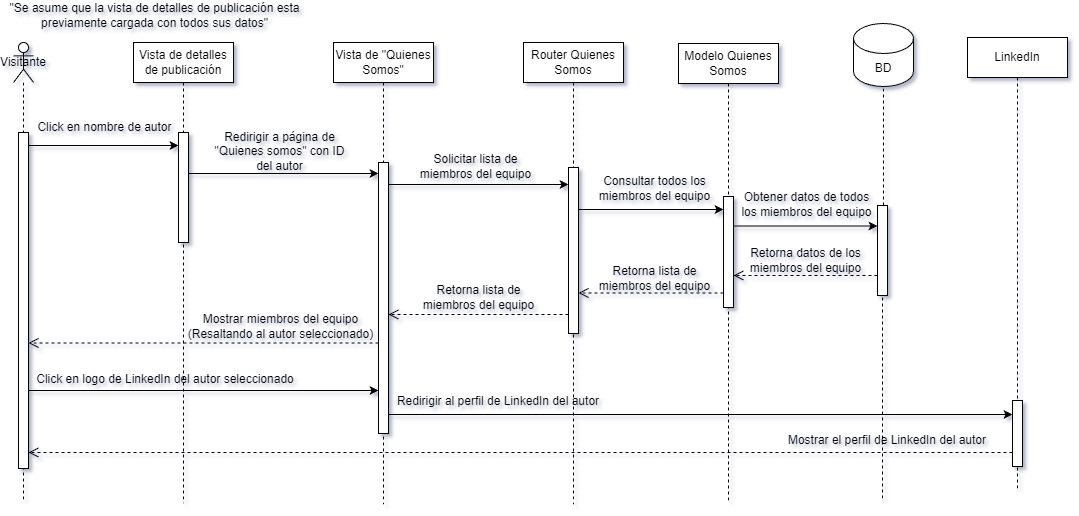 "Se asume que la vista de detalles de publicación esta
previamente cargada con todos sus datos"
Visitante
Vista de detalles
de publicación
Vista de "Quienes
Somos"
Router Quienes
Somos
Modelo Quienes
Somos
BD
LinkedIn
Click en nombre de autor
Redirigir a página de
"Quienes somos" con ID
del autor
Solicitar lista de
miembros del equipo
Consultar todos los
miembros del equipo
Obtener datos de todos
los miembros del equipo
Retorna datos de los
miembros del equipo
Retorna lista de
miembros del equipo
Retorna lista de
miembros del equipo
Mostrar miembros del equipo
(Resaltando al autor seleccionado)
Click en logo de LinkedIn del autor seleccionado
Redirigir al perfil de LinkedIn del autor
Mostrar el perfil de LinkedIn del autor